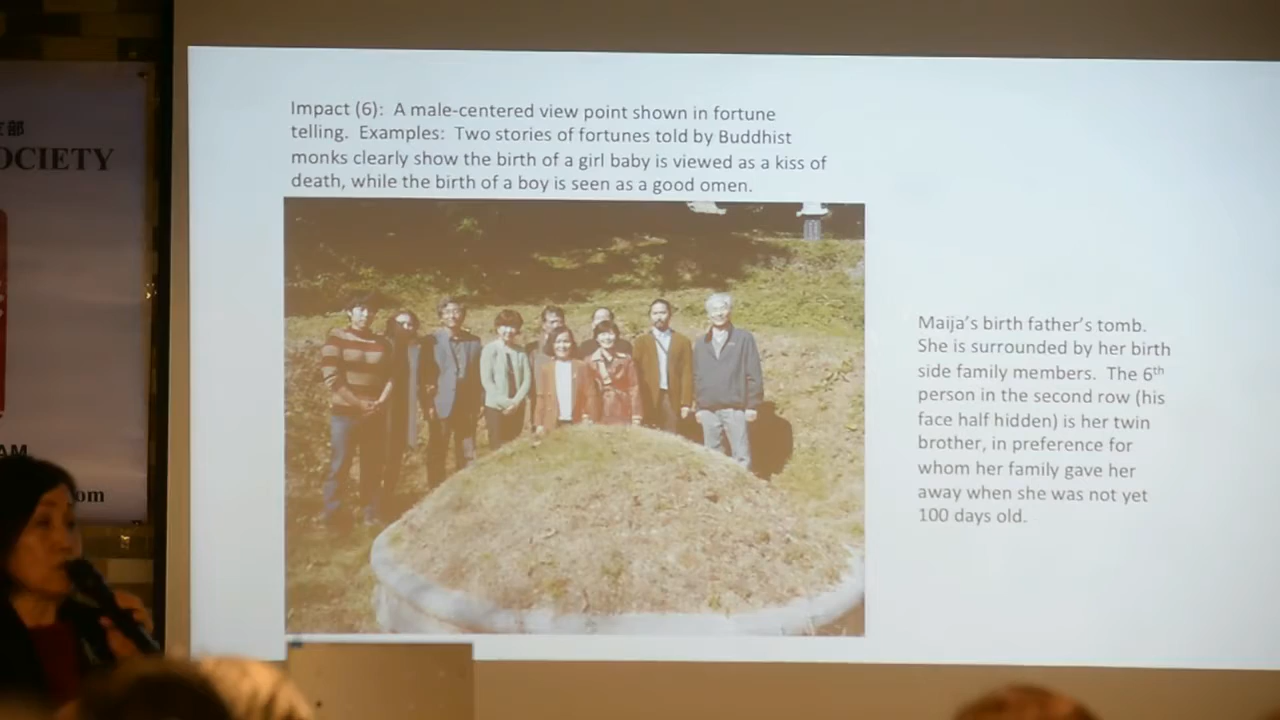 部
OCIETY
AM
om
Impact (6): A male-centered view point shown in fortune
telling. Examples: Two stories of fortunes told by Buddhist
monks clearly show the birth of a girl baby is viewed as a kiss of
death, while the birth of a boy is seen as a good omen.
Maija's birth father's tomb.
She is surrounded by her birth
side family members. The 6th
person in the second row (his
face half hidden) is her twin
brother, in preference for
whom her family gave her
away when she was not yet
100 days old.